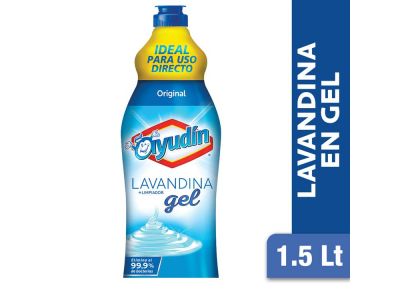 IDEAL
PARA USO
DIRECTO
Original
Ayudín
LAVANDINA
+ LIMPIADOR
gel
Elimina el
99,9%
de bacterias
LAVANDINA
EN GEL
1.5 Lt